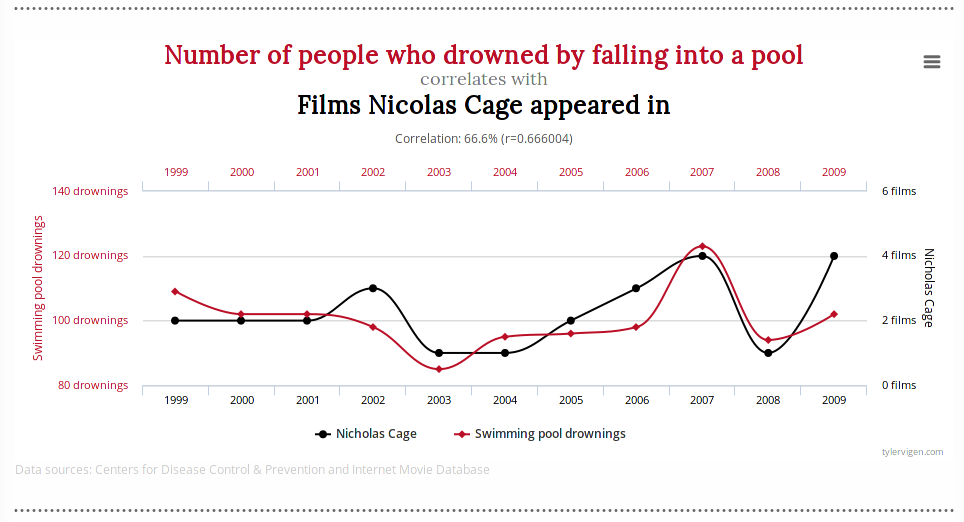 Number of people who drowned by falling into a pool
correlates with
Films Nicolas Cage appeared in
Correlation: 66.6% (r=0.666004)
1999 2000 2001 2002 2003 2004 2005 2006 2007 2008 2009
140 drownings 6 films
120 drownings 4 films
100 drownings 2 films
80 drownings 0 films
Swimming pool drownings
Nicholas Cage
1999 2000 2001 2002 2003 2004 2005 2006 2007 2008 2009
Nicholas Cage Swimming pool drownings
tylervigen.com
Data sources: Centers for Disease Control & Prevention and Internet Movie Database